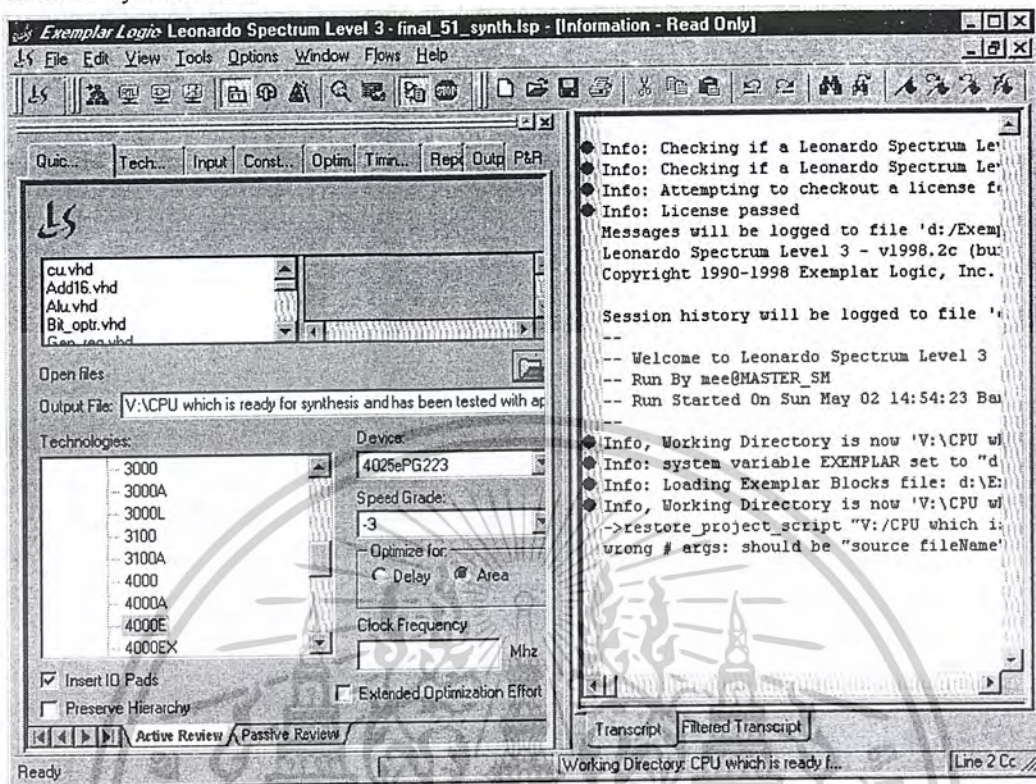 Exemplar Logic Leonardo Spectrum Level 3 - final_51_synth.lsp - [Information - Read Only]
File Edit View Tools Options Window Flows Help
Quic... Tech... Input Const... Optim. Timn... Outp P&R
LS
cu.vhd
Add16.vhd
Alu.vhd
Bit_optr.vhd
Open files
Output File: V:\CPU which is ready for synthesis and has been tested with
Technologies:
3000
3000A
3000L
3100
3100A
4000
4000A
4000E
4000EX
Insert IO Pads
Preserve Hierarchy
Device:
4025ePG223
Speed Grade:
-3
Optimize for:
Delay Area
Clock Frequency
Mhz
Extended Optimization Effort
Active Review Passive Review
Ready
Info: Checking if a Leonardo Spectrum
Info: Checking if a Leonardo Spectrum
Info: Attempting to checkout a license
Info: License passed
Messages will be logged to file 'd:/Exemp
Leonardo Spectrum Level 3 - v1998.2c
Copyright 1990-1998 Exemplar Logic, Inc.
Session history will be logged to file
--
-- Welcome to Leonardo Spectrum Level 3
-- Run By mee@MASTER_SM
-- Run Started On Sun May 02 14:54:23
--
Info, Working Directory is now 'V:\CPU
Info: system variable EXEMPLAR set to "d
Info: Loading Exemplar Blocks file:
Info, Working Directory is now 'V:\CPU
->restore_project_script "V:/CPU which
wrong # args: should be "source fileName"
Transcript Filtered Transcript
Working Directory: CPU which is ready f...
Line 2